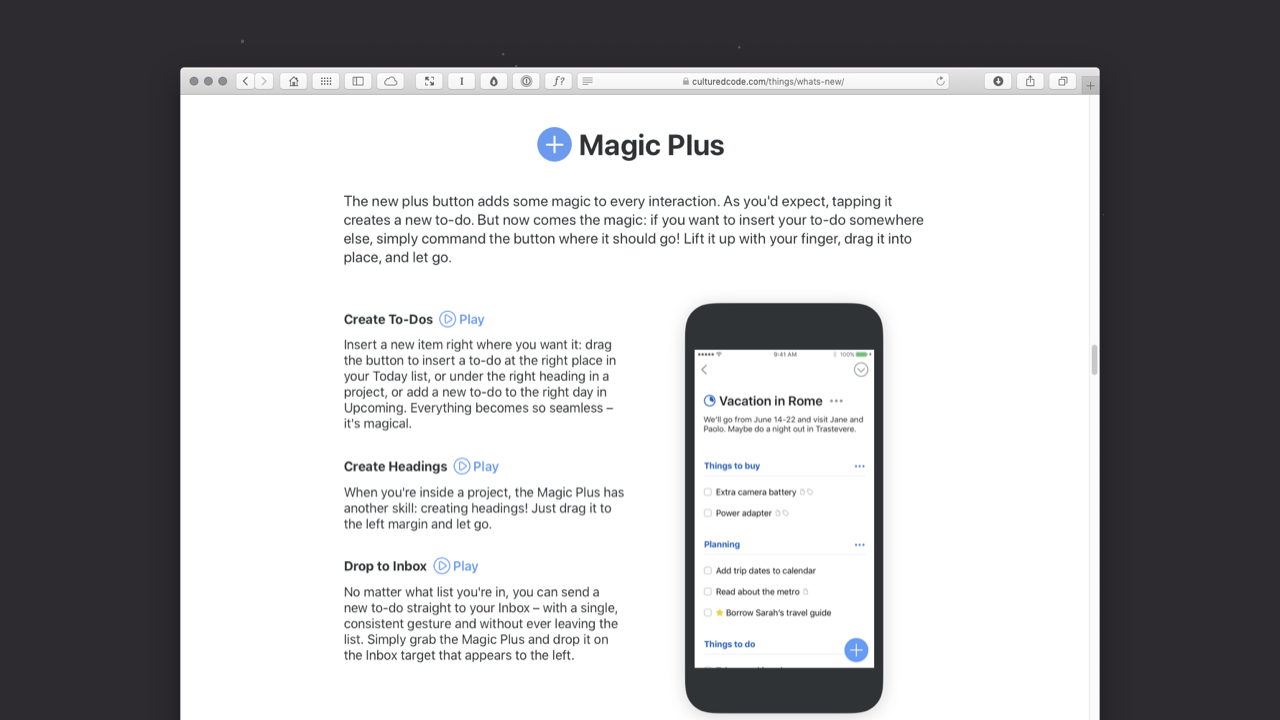 I
f?
culturedcode.com/things/whats-new/
Magic Plus
The new plus button adds some magic to every interaction. As you'd expect, tapping it
creates a new to-do. But now comes the magic: if you want to insert your to-do somewhere
else, simply command the button where it should go! Lift it up with your finger, drag it into
place, and let go.
Create To-Dos Play
Insert a new item right where you want it: drag
the button to insert a to-do at the right place in
your Today list, or under the right heading in a
project, or add a new to-do to the right day in
Upcoming. Everything becomes so seamless –
it's magical.
Create Headings Play
When you're inside a project, the Magic Plus has
another skill: creating headings! Just drag it to
the left margin and let go.
Drop to Inbox Play
No matter what list you're in, you can send a
new to-do straight to your Inbox – with a single,
consistent gesture and without ever leaving the
list. Simply grab the Magic Plus and drop it on
the Inbox target that appears to the left.
9:41 AM 100%
Vacation in Rome
We'll go from June 14-22 and visit Jane and
Paolo. Maybe do a night out in Trastevere.
Things to buy
Extra camera battery
Power adapter
Planning
Add trip dates to calendar
Read about the metro
Borrow Sarah's travel guide
Things to do